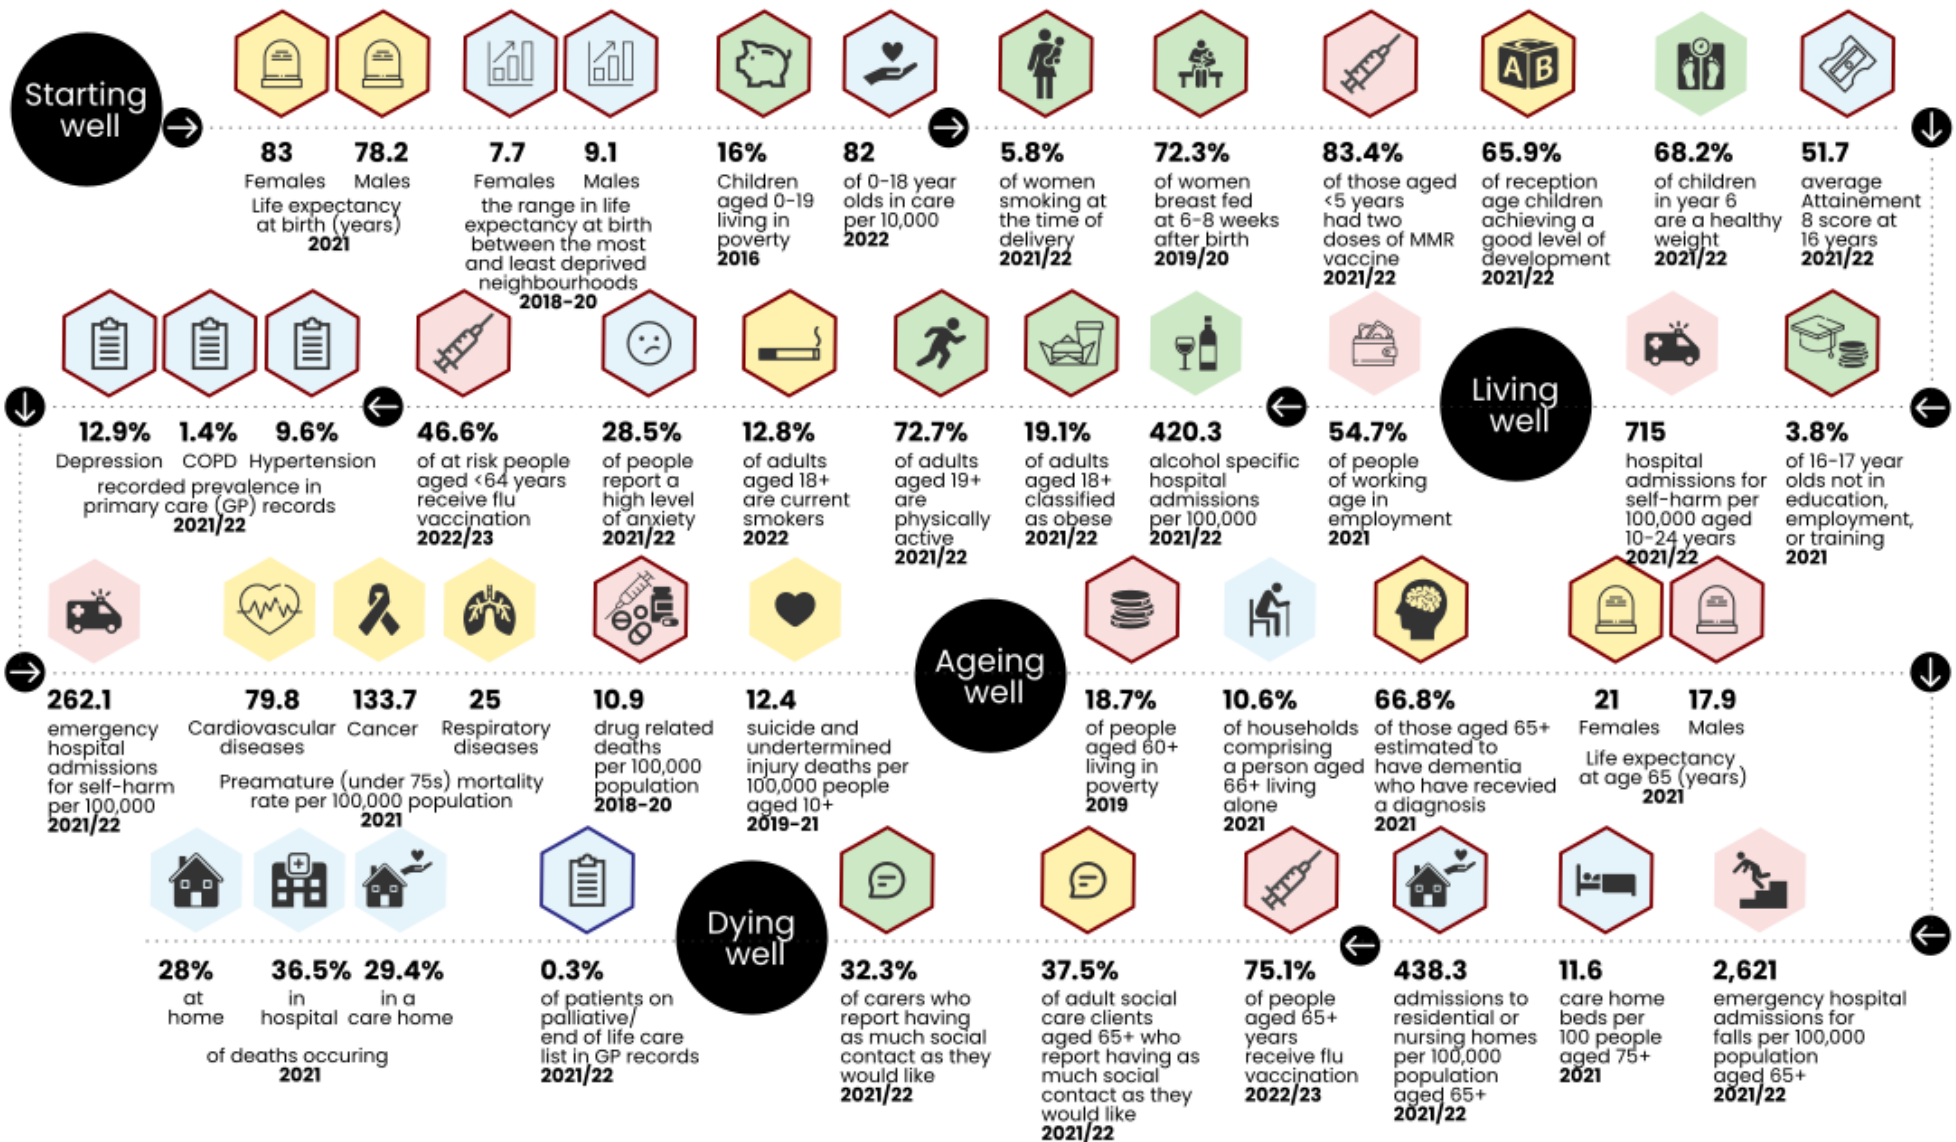 Starting
well
83
Females
78.2
Males
Life expectancy
at birth (years)
2021
7.7
Females
9.1
Males
the range in life
expectancy at birth
between the most
and least deprived
neighbourhoods
2018-20
16%
Children
aged 0-19
living in
poverty
2016
82
of 0-18 year
olds in care
per 10,000
2022
5.8%
of women
smoking at
the time of
delivery
2021/22
72.3%
of women
breast fed
at 6-8 weeks
after birth
2019/20
83.4%
of those aged
<5 years
had two
doses of MMR
vaccine
2021/22
A B C
65.9%
of reception
age children
achieving a
good level of
development
2021/22
68.2%
of children
in year 6
are a healthy
weight
2021/22
51.7
average
Attainement
8 score at
16 years
2021/22
3.8%
of 16-17 year
olds not in
education,
employment,
or training
2021
715
hospital
admissions for
self-harm per
100,000 aged
10-24 years
2021/22
Living
well
54.7%
of people
of working
age in
employment
2021
420.3
alcohol specific
hospital
admissions
per 100,000
2021/22
19.1%
of adults
aged 18+
classified
as obese
2021/22
72.7%
of adults
aged 19+
are
physically
active
2021/22
12.8%
of adults
aged 18+
are current
smokers
2022
28.5%
of people
report a
high level
of anxiety
2021/22
46.6%
of at risk people
aged <64 years
receive flu
vaccination
2022/23
12.9%
Depression
1.4%
COPD
9.6%
Hypertension
recorded prevalence in
primary care (GP) records
2021/22
262.1
emergency
hospital
admissions
for self-harm
per 100,000
2021/22
79.8
Cardiovascular
diseases
133.7
Cancer
25
Respiratory
diseases
Preamature (under 75s) mortality
rate per 100,000 population
2021
10.9
drug related
deaths
per 100,000
population
2018-20
12.4
suicide and
undertermined
injury deaths per
100,000 people
aged 10+
2019-21
Ageing
well
18.7%
of people
aged 60+
living in
poverty
2019
10.6%
of households
comprising
a person aged
66+ living
alone
2021
66.8%
of those aged 65+
estimated to
have dementia
who have recevied
a diagnosis
2021
21
Females
17.9
Males
Life expectancy
at age 65 (years)
2021
2,621
emergency hospital
admissions for
falls per 100,000
population
aged 65+
2021/22
11.6
care home
beds per
100 people
aged 75+
2021
438.3
admissions to
residential or
nursing homes
per 100,000
population
aged 65+
2021/22
75.1%
of people
aged 65+
years
receive flu
vaccination
2022/23
37.5%
of adult social
care clients
aged 65+ who
report having as
much social
contact as they
would like
2021/22
32.3%
of carers who
report having
as much social
contact as they
would like
2021/22
Dying
well
0.3%
of patients on
palliative/
end of life care
list in GP records
2021/22
28%
at
home
36.5%
in
hospital
29.4%
in a
care home
of deaths occuring
2021